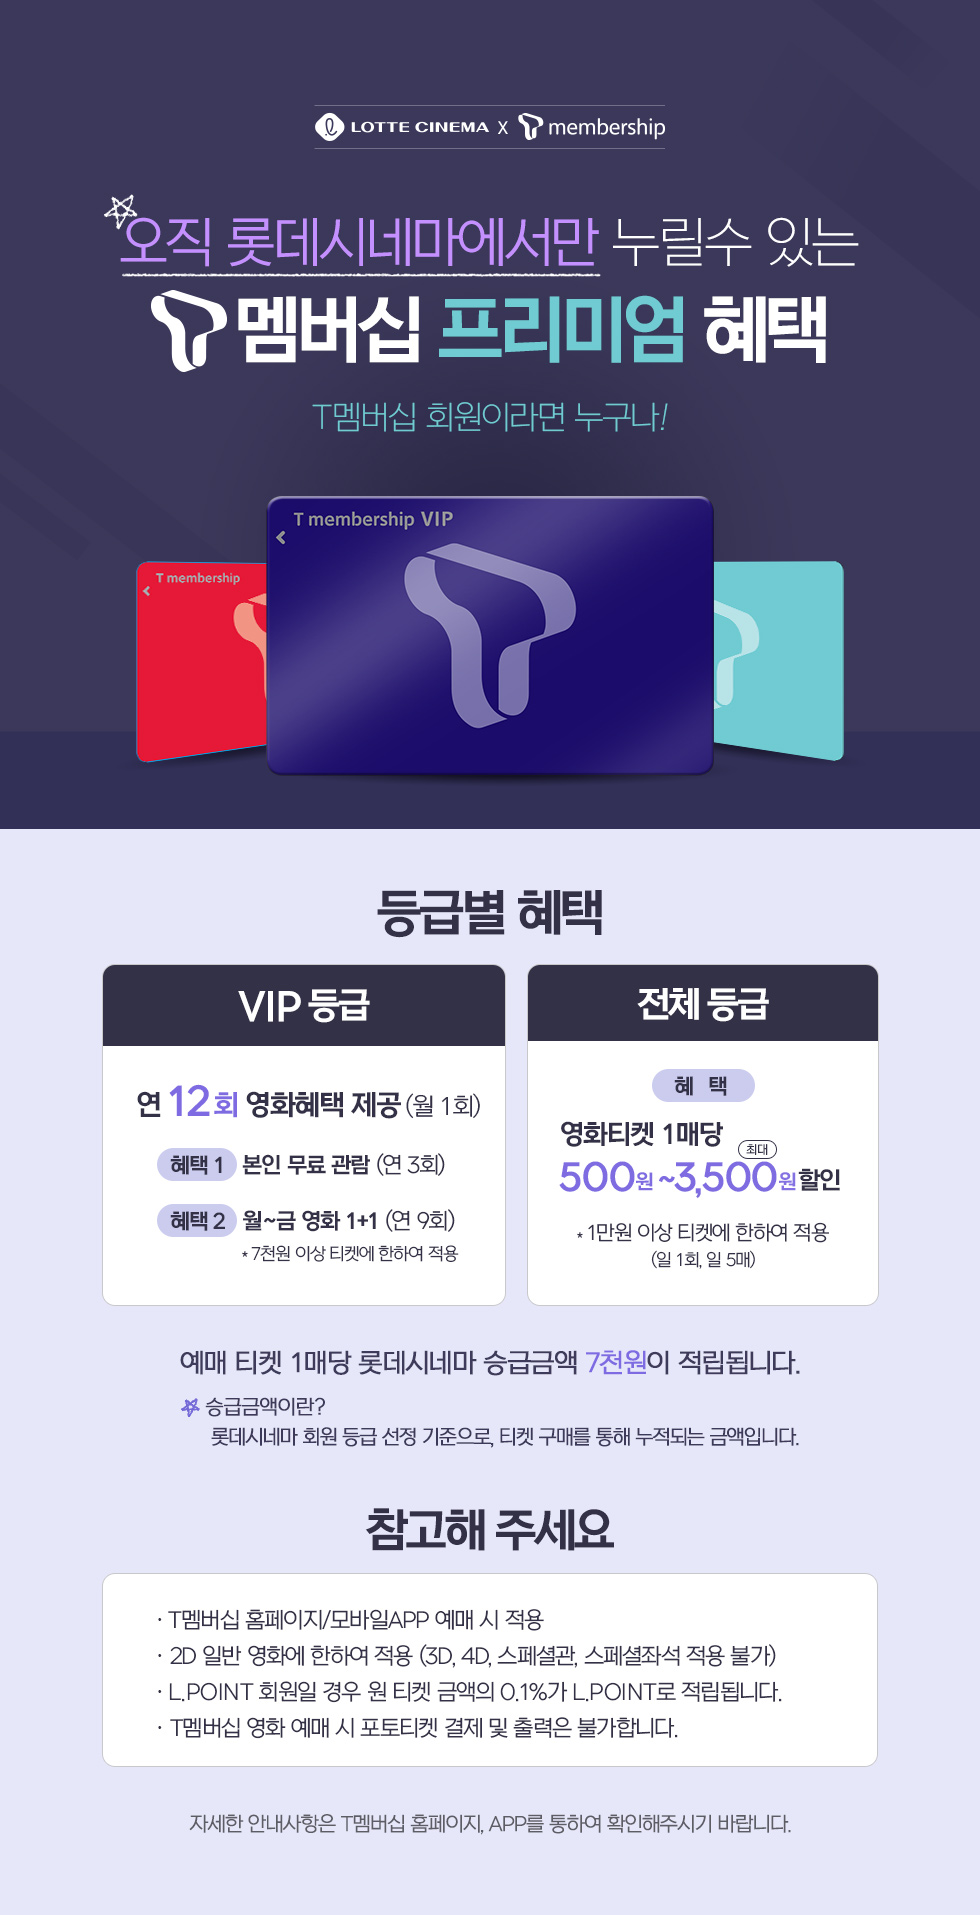 LOTTE CINEMA X T membership
오직 롯데시네마에서만 누릴수 있는
T멤버십 프리미엄 혜택
T멤버십 회원이라면 누구나!
T membership VIP
T membership
등급별 혜택
VIP 등급
연 12회 영화혜택 제공 (월 1회)
혜택 1 본인 무료 관람 (연 3회)
혜택 2 월~금 영화 1+1 (연 9회)
* 7천원 이상 티켓에 한하여 적용
전체 등급
혜 택
영화티켓 1매당
최대
500원 ~3,500원 할인
* 1만원 이상 티켓에 한하여 적용
(일 1회, 일 5매)
예매 티켓 1매당 롯데시네마 승급금액 7천원이 적립됩니다.
승급금액이란?
롯데시네마 회원 등급 선정 기준으로, 티켓 구매를 통해 누적되는 금액입니다.
참고해 주세요
· T멤버십 홈페이지/모바일APP 예매 시 적용
· 2D 일반 영화에 한하여 적용 (3D, 4D, 스페셜관, 스페셜좌석 적용 불가)
· L.POINT 회원일 경우 원 티켓 금액의 0.1%가 L.POINT로 적립됩니다.
· T멤버십 영화 예매 시 포토티켓 결제 및 출력은 불가합니다.
자세한 안내사항은 T멤버십 홈페이지, APP를 통하여 확인해주시기 바랍니다.